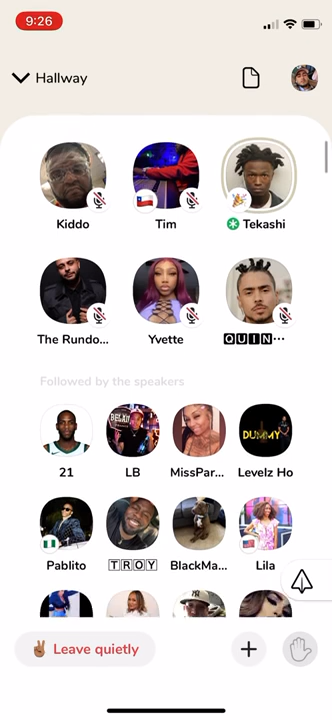 9:26
Hallway
Kiddo Tim Tekashi
The Rundo... Yvette QUIN...
Followed by the speakers
21 LB MissPar... Levelz Ho
DUMMY
Pablito TROY BlackMa... Lila
Leave quietly